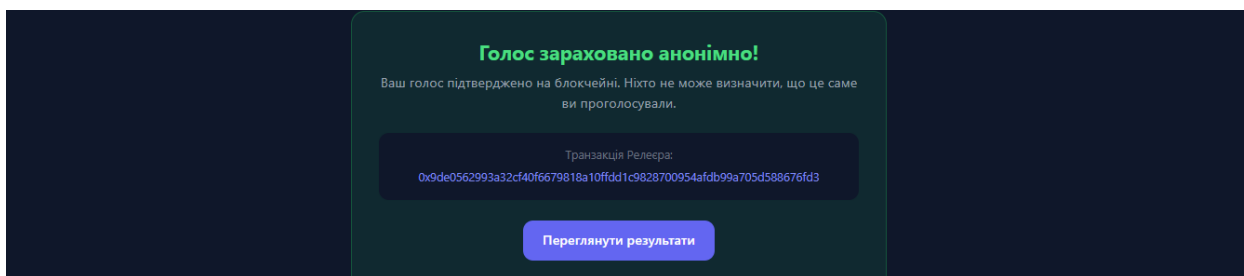 Голос зараховано анонімно!
Ваш голос підтверджено на блокчейні. Ніхто не може визначити, що це саме
ви проголосували.
Транзакція Релеєра:
0x9de0562993a32cf40f6679818a10ffdd1c9828700954afdb99a705d588676fd3
Переглянути результати